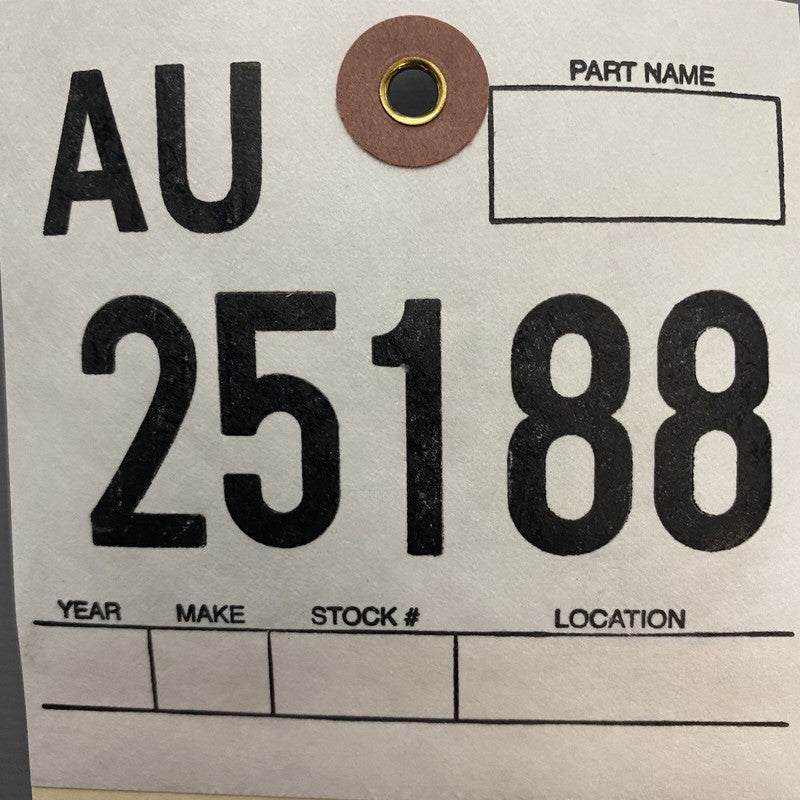 AU
PART NAME
25188
YEAR MAKE STOCK # LOCATION